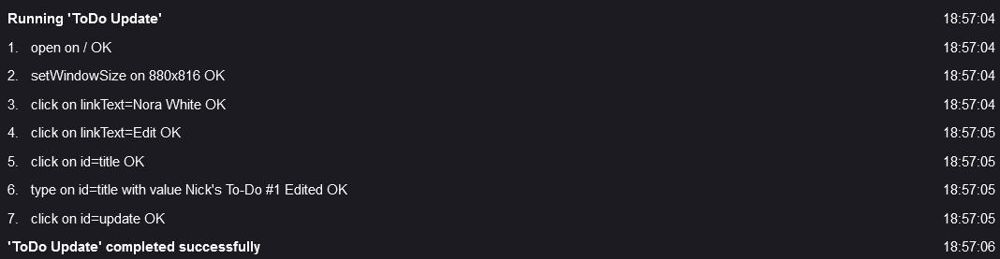 Running 'ToDo Update' 18:57:04
1. open on / OK 18:57:04
2. setWindowSize on 880x816 OK 18:57:04
3. click on linkText=Nora White OK 18:57:04
4. click on linkText=Edit OK 18:57:05
5. click on id=title OK 18:57:05
6. type on id=title with value Nick's To-Do #1 Edited OK 18:57:05
7. click on id=update OK 18:57:05
'ToDo Update' completed successfully 18:57:06